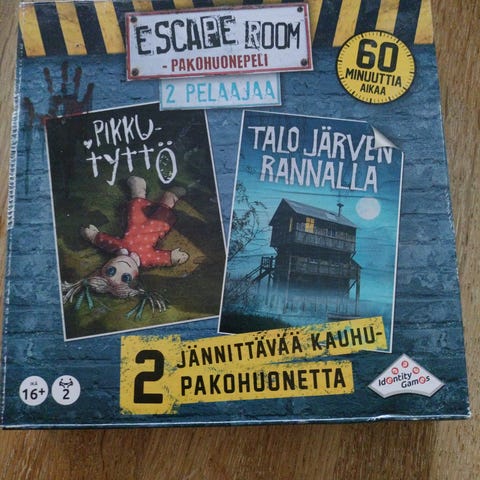 ESCAPE ROOM
- PAKOHUONEPELI
2 PELAAJAA
60
MINUUTTIA
AIKAA
PIKKU-
TYTTÖ
TALO JÄRVEN
RANNALLA
2 JÄNNITTÄVÄÄ KAUHU-
PAKOHUONETTA
IKÄ
16+
2
Identity
Games